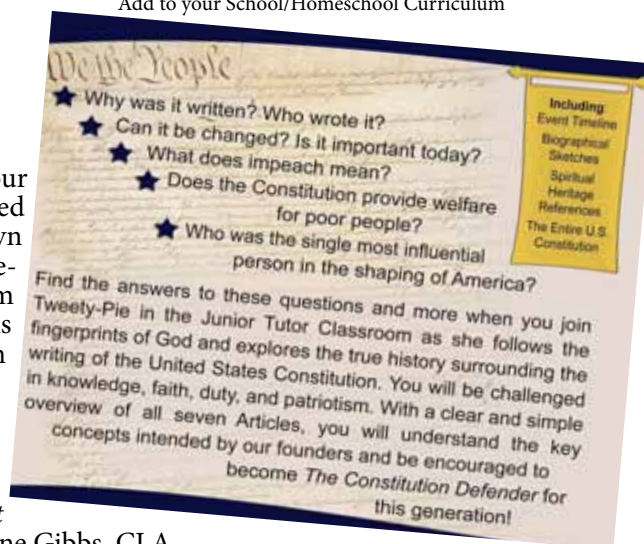 Add to your School/Homeschool Curriculum
We the People
Why was it written? Who wrote it?
Can it be changed? Is it important today?
What does impeach mean?
Does the Constitution provide welfare
for poor people?
Who was the single most influential
person in the shaping of America?
Including:
Event Timeline
Biographical
Sketches
Spiritual
Heritage
References
The Entire U.S.
Constitution
Find the answers to these questions and more when you join
Tweety-Pie in the Junior Tutor Classroom as she follows the
fingerprints of God and explores the true history surrounding the
writing of the United States Constitution. You will be challenged
in knowledge, faith, duty, and patriotism. With a clear and simple
overview of all seven Articles, you will understand the key
concepts intended by our founders and be encouraged to
become The Constitution Defender for
this generation!
Gibbs, CLA